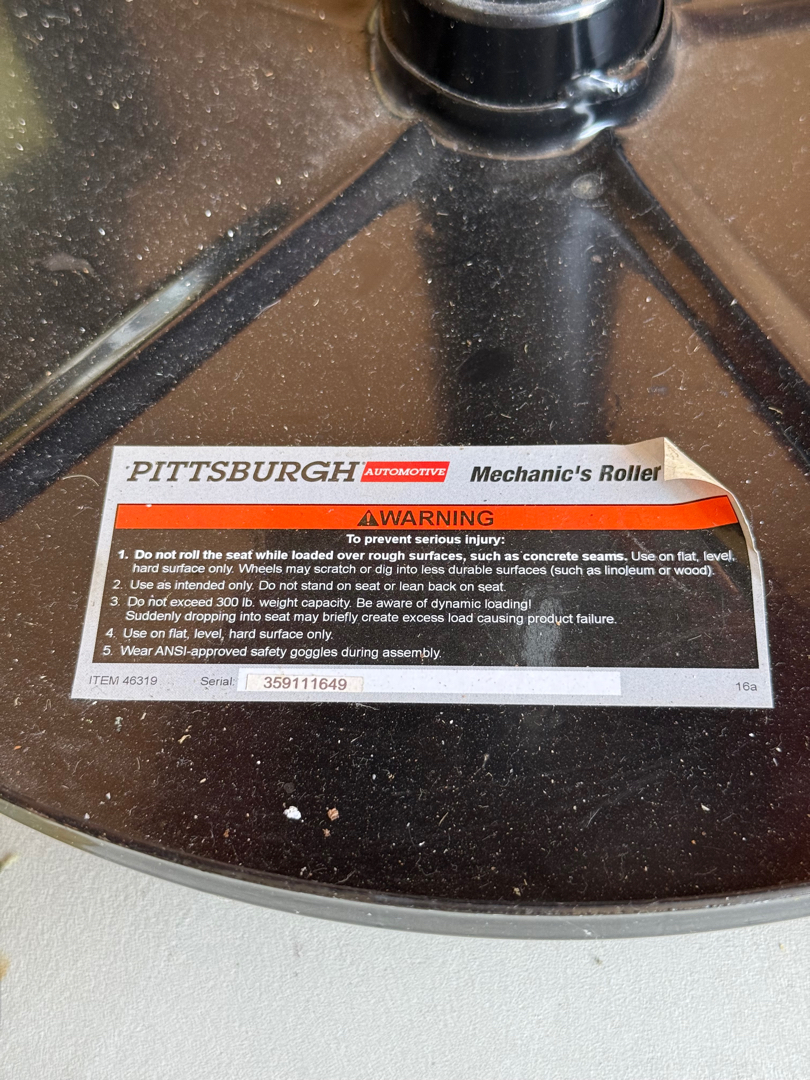 PITTSBURGH AUTOMOTIVE Mechanic's Roller
WARNING
To prevent serious injury:
1. Do not roll the seat while loaded over rough surfaces, such as concrete seams. Use on flat, level,
hard surface only. Wheels may scratch or dig into less durable surfaces (such as linoleum or wood).
2. Use as intended only. Do not stand on seat or lean back on seat.
3. Do not exceed 300 lb. weight capacity. Be aware of dynamic loading!
Suddenly dropping into seat may briefly create excess load causing product failure.
4. Use on flat, level, hard surface only.
5. Wear ANSI-approved safety goggles during assembly.
ITEM 46319 Serial: 359111649 16a